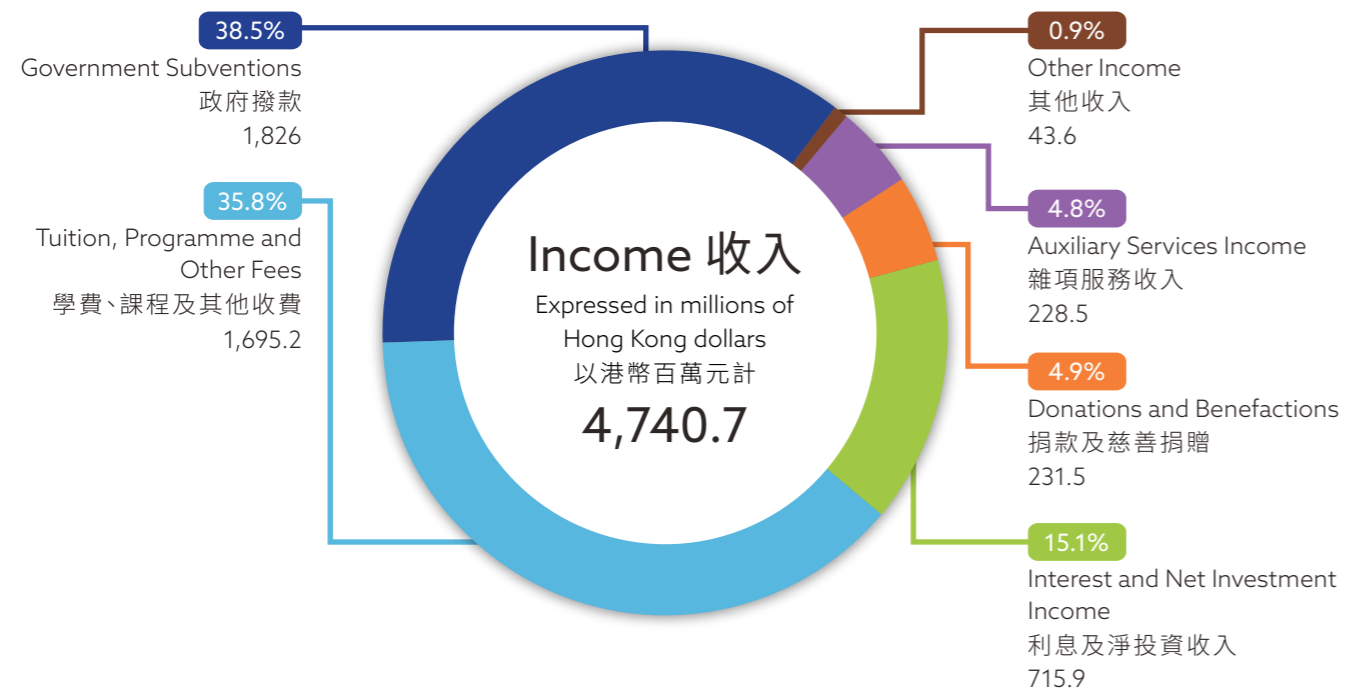 38.5%
Government Subventions
政府撥款
1,826
35.8%
Tuition, Programme and
Other Fees
學費、課程及其他收費
1,695.2
Income 收入
Expressed in millions of
Hong Kong dollars
以港幣百萬元計
4,740.7
0.9%
Other Income
其他收入
43.6
4.8%
Auxiliary Services Income
雜項服務收入
228.5
4.9%
Donations and Benefactions
捐款及慈善捐贈
231.5
15.1%
Interest and Net Investment
Income
利息及淨投資收入
715.9